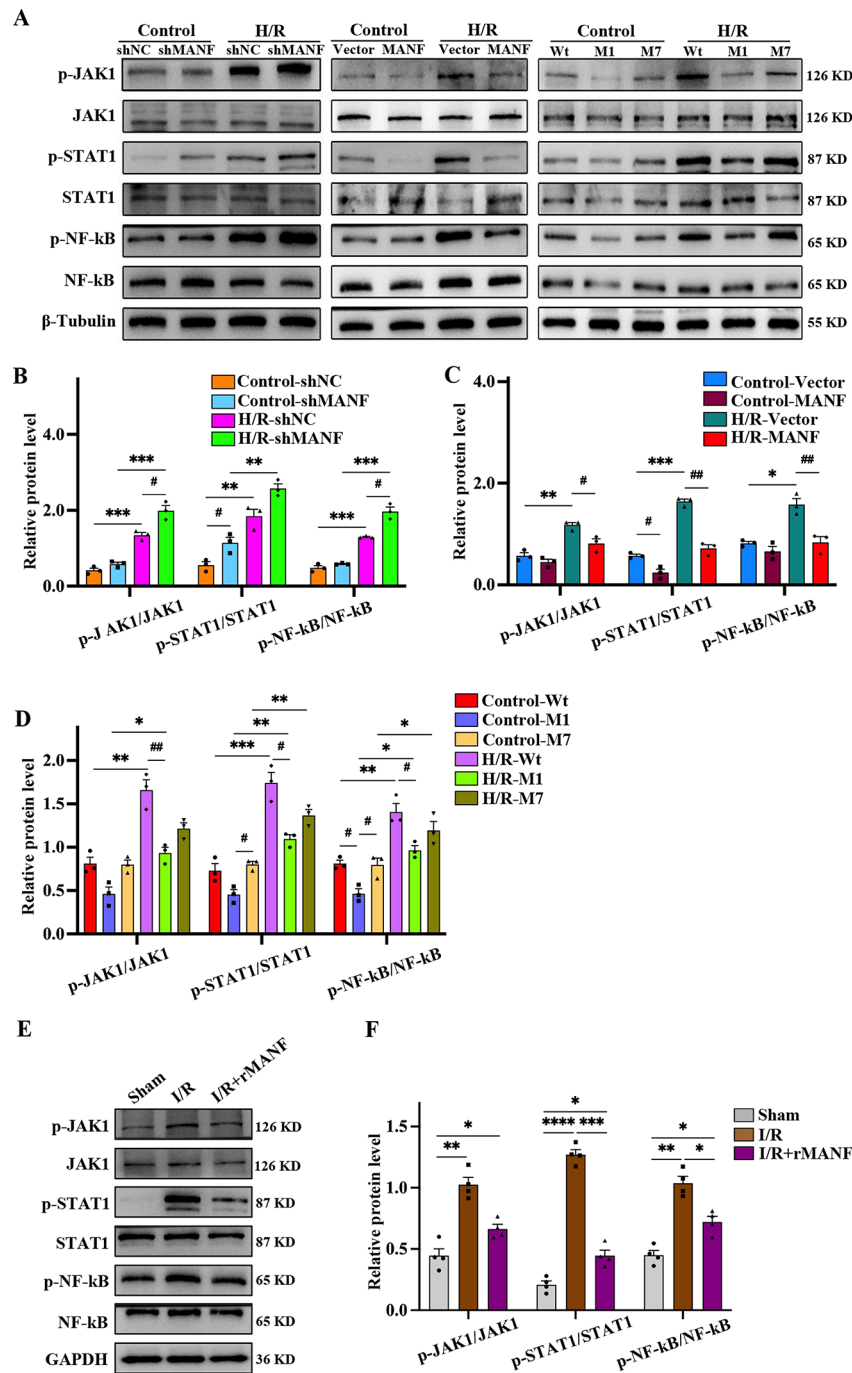 A
Control H/R Control H/R Control H/R
shNC shMANF shNC shMANF Vector MANF Vector MANF Wt M1 M7 Wt M1 M7
p-JAK1 126 KD
JAK1 126 KD
p-STAT1 87 KD
STAT1 87 KD
p-NF-kB 65 KD
NF-kB 65 KD
β-Tubulin 55 KD
B
Control-shNC
Control-shMANF
H/R-shNC
H/R-shMANF
Relative protein level
4.0
2.0
0.0
*** # ***
# ** **
*** # ***
p-J AK1/JAK1 p-STAT1/STAT1 p-NF-kB/NF-kB
C
Control-Vector
Control-MANF
H/R-Vector
H/R-MANF
Relative protein level
4.0
2.0
0.0
** #
# *** ##
* ##
p-JAK1/JAK1 p-STAT1/STAT1 p-NF-kB/NF-kB
D
Control-Wt
Control-M1
Control-M7
H/R-Wt
H/R-M1
H/R-M7
Relative protein level
2.0
1.5
1.0
0.5
0.0
** * ##
# *** ** ** #
# # ** * * #
p-JAK1/JAK1 p-STAT1/STAT1 p-NF-kB/NF-kB
E
Sham I/R I/R+rMANF
p-JAK1 126 KD
JAK1 126 KD
p-STAT1 87 KD
STAT1 87 KD
p-NF-kB 65 KD
NF-kB 65 KD
GAPDH 36 KD
F
Sham
I/R
I/R+rMANF
Relative protein level
1.5
1.0
0.5
0.0
** *
**** * ***
** * *
p-JAK1/JAK1 p-STAT1/STAT1 p-NF-kB/NF-kB